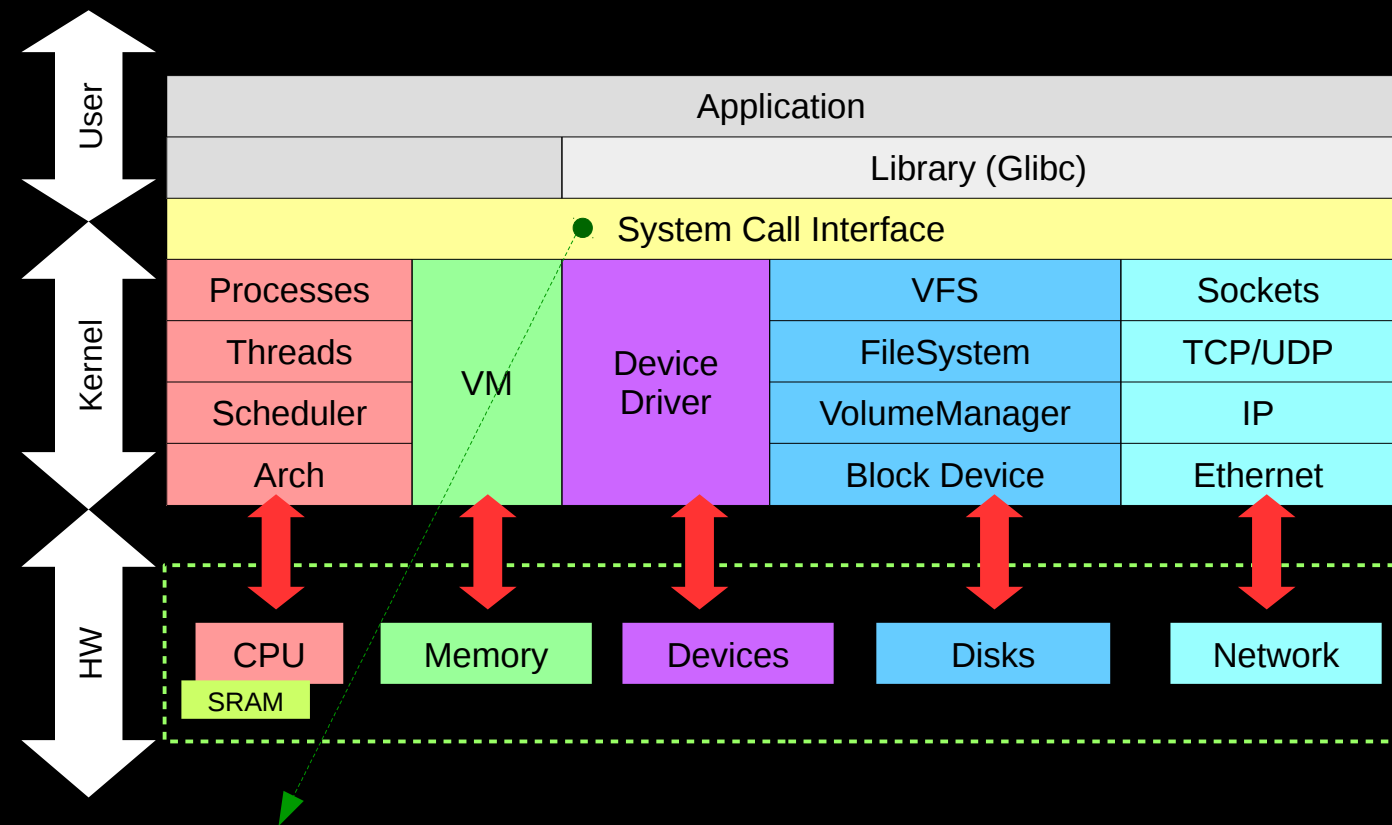 User
Application
Library (Glibc)
System Call Interface
Kernel
Processes
Threads
Scheduler
Arch
VM
Device
Driver
VFS
FileSystem
VolumeManager
Block Device
Sockets
TCP/UDP
IP
Ethernet
HW
CPU
SRAM
Memory
Devices
Disks
Network